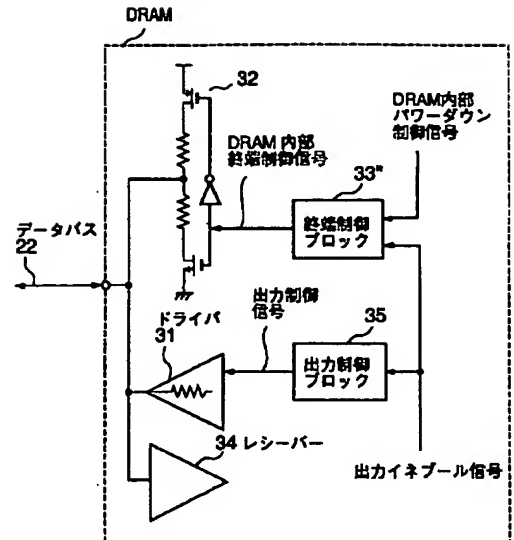 DRAM
32
DRAM内部
パワーダウン
制御信号
DRAM 内部
終端制御信号
33"
終端制御
ブロック
データバス
22
ドライバ
31
出力制御
信号
35
出力制御
ブロック
34 レシーバー
出力イネブール信号